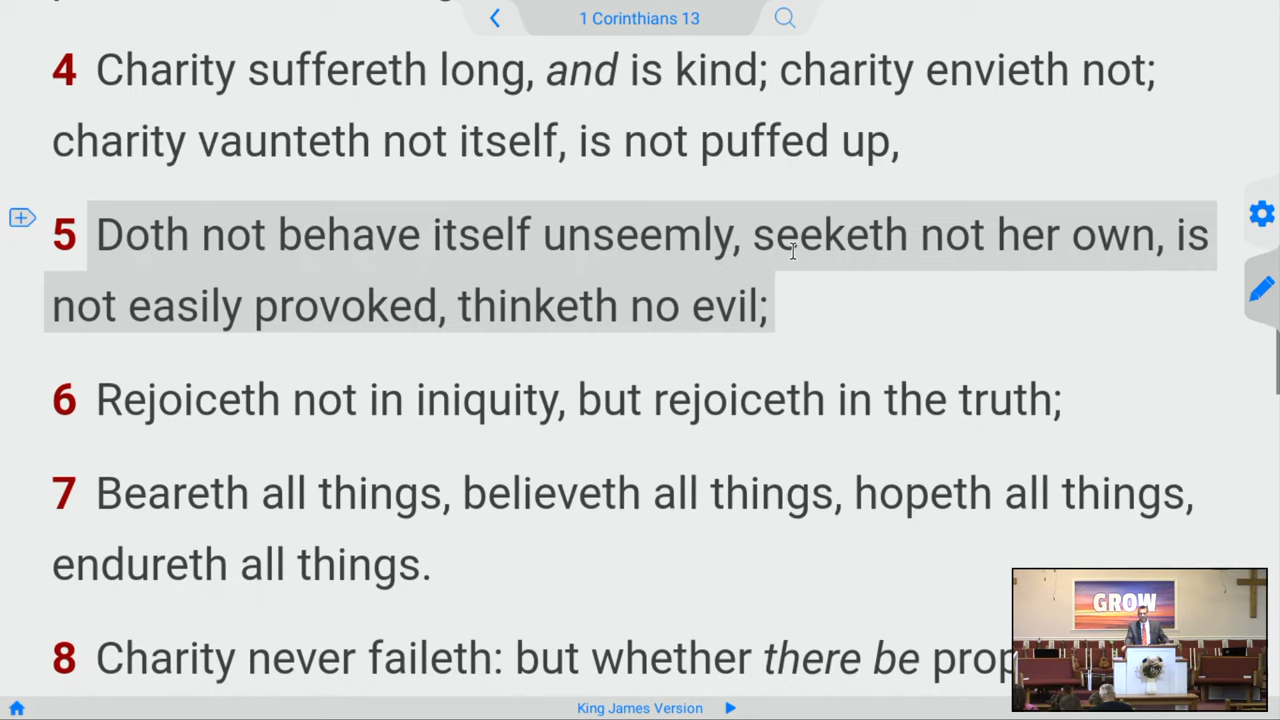 1 Corinthians 13
4 Charity suffereth long, and is kind; charity envieth not;
charity vaunteth not itself, is not puffed up,
5 Doth not behave itself unseemly, seeketh not her own, is
not easily provoked, thinketh no evil;
6 Rejoiceth not in iniquity, but rejoiceth in the truth;
7 Beareth all things, believeth all things, hopeth all things,
endureth all things.
8 Charity never faileth: but whether there be prop
GROW
King James Version